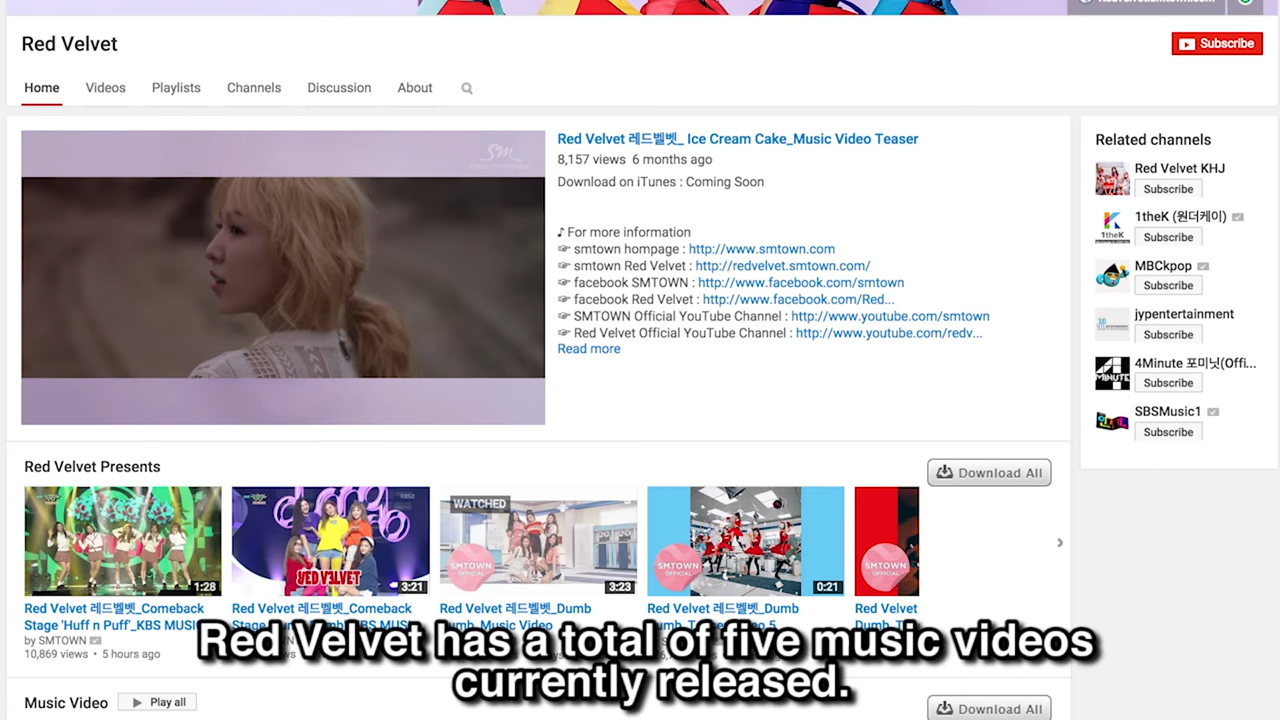 Red Velvet
Subscribe
Home Videos Playlists Channels Discussion About
Red Velvet 레드벨벳_ Ice Cream Cake_Music Video Teaser
8,157 views 6 months ago
Download on iTunes : Coming Soon
♪ For more information
☞ smtown hompage : http://www.smtown.com
☞ smtown Red Velvet : http://redvelvet.smtown.com/
☞ facebook SMTOWN : http://www.facebook.com/smtown
☞ facebook Red Velvet : http://www.facebook.com/Red...
☞ SMTOWN Official YouTube Channel : http://www.youtube.com/smtown
☞ Red Velvet Official YouTube Channel : http://www.youtube.com/redv...
Read more
Related channels
Red Velvet KHJ
Subscribe
1theK (원더케이)
1theK
Subscribe
MBCkpop
Subscribe
jypentertainment
Subscribe
4Minute 포미닛(Offi...
4MINUTE
Subscribe
SBSMusic1
Subscribe
Red Velvet Presents
Download All
1:28
RED VELVET
3:21
WATCHED
SMTOWN
OFFICIAL
3:23
SMTOWN
OFFICIAL
0:21
SMTOWN
OFFICIAL
Red Velvet 레드벨벳_Comeback
Stage 'Huff n Puff'_KBS MUSI
by SMTOWN
10,869 views • 5 hours ago
Red Velvet 레드벨벳_Comeback
Red Velvet 레드벨벳_Dumb
Red Velvet 레드벨벳_Dumb
Red Velvet
Red Velvet has a total of five music videos
currently released.
Music Video Play all
Download All